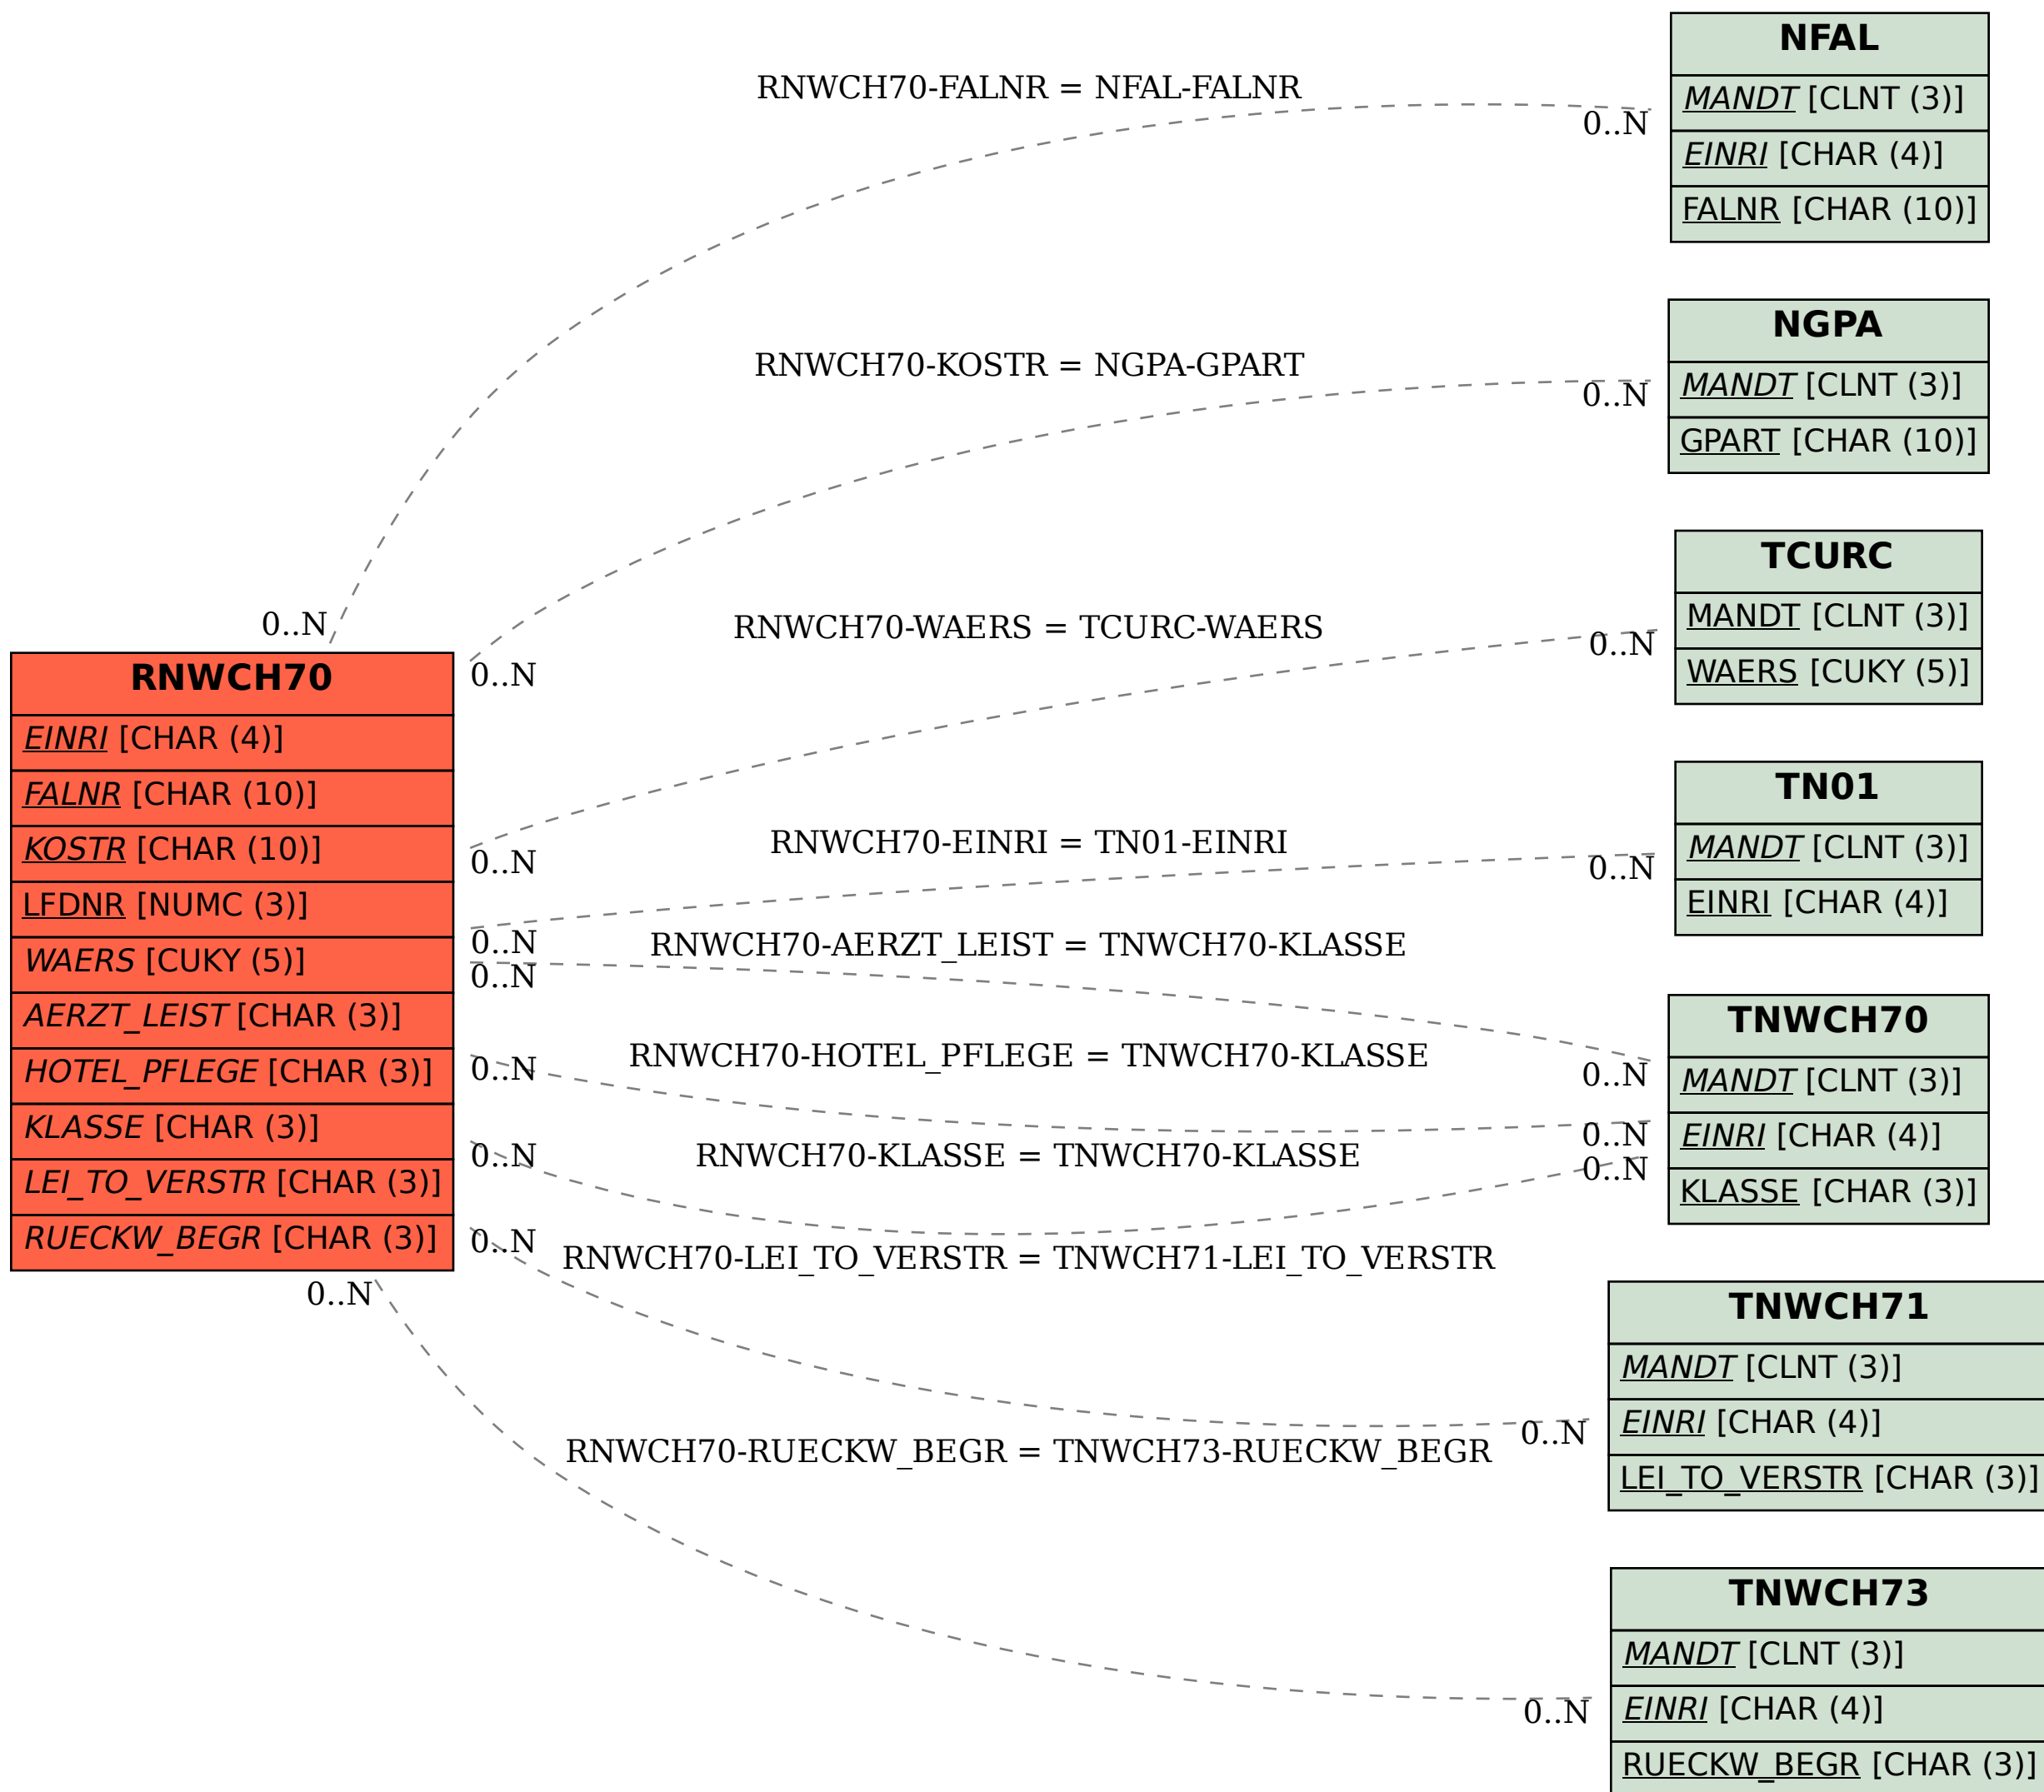 NFAL
MANDT [CLNT (3)]
EINRI [CHAR (4)]
FALNR [CHAR (10)]
RNWCH70-FALNR = NFAL-FALNR
0..N
0..N
NGPA
MANDT [CLNT (3)]
GPART [CHAR (10)]
RNWCH70-KOSTR = NGPA-GPART
0..N
0..N
TCURC
MANDT [CLNT (3)]
WAERS [CUKY (5)]
RNWCH70-WAERS = TCURC-WAERS
0..N
0..N
RNWCH70
EINRI [CHAR (4)]
FALNR [CHAR (10)]
KOSTR [CHAR (10)]
LFDNR [NUMC (3)]
WAERS [CUKY (5)]
AERZT_LEIST [CHAR (3)]
HOTEL_PFLEGE [CHAR (3)]
KLASSE [CHAR (3)]
LEI_TO_VERSTR [CHAR (3)]
RUECKW_BEGR [CHAR (3)]
TN01
MANDT [CLNT (3)]
EINRI [CHAR (4)]
RNWCH70-EINRI = TN01-EINRI
0..N
0..N
RNWCH70-AERZT_LEIST = TNWCH70-KLASSE
0..N
0..N
TNWCH70
MANDT [CLNT (3)]
EINRI [CHAR (4)]
KLASSE [CHAR (3)]
RNWCH70-HOTEL_PFLEGE = TNWCH70-KLASSE
0..N
0..N
RNWCH70-KLASSE = TNWCH70-KLASSE
0..N
0..N
RNWCH70-LEI_TO_VERSTR = TNWCH71-LEI_TO_VERSTR
0..N
0..N
TNWCH71
MANDT [CLNT (3)]
EINRI [CHAR (4)]
LEI_TO_VERSTR [CHAR (3)]
RNWCH70-RUECKW_BEGR = TNWCH73-RUECKW_BEGR
0..N
0..N
TNWCH73
MANDT [CLNT (3)]
EINRI [CHAR (4)]
RUECKW_BEGR [CHAR (3)]